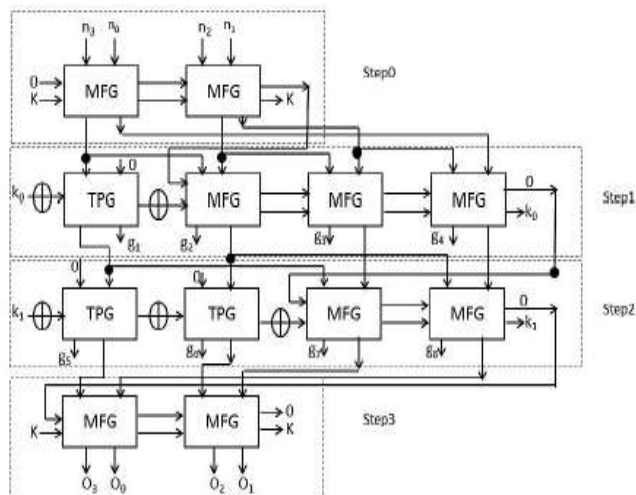 n₃ n₀ n₂ n₁
Step0
0
K MFG MFG K
0 0
k₀ TPG MFG MFG MFG k₀
Step1
g₁ g₂ g₃ g₄
0 0 0
k₁ TPG TPG MFG MFG k₁
Step2
g₅ g₆ g₇ g₈
MFG MFG 0
K K
Step3
O₃ O₀ O₂ O₁